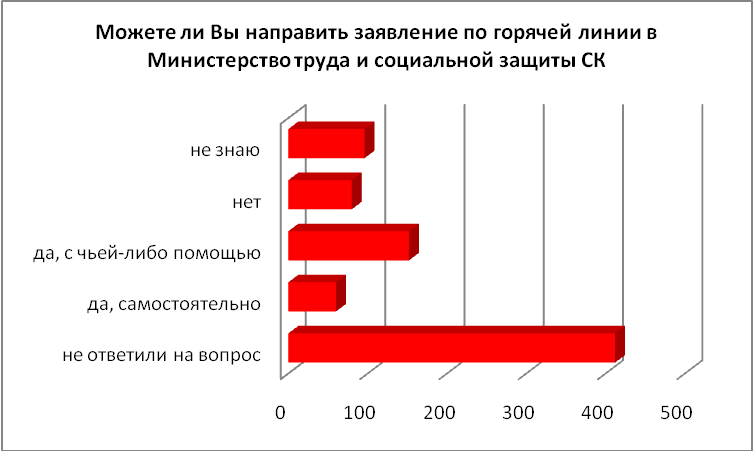 Можете ли Вы направить заявление по горячей линии в
Министерство труда и социальной защиты СК
не знаю
нет
да, с чьей-либо помощью
да, самостоятельно
не ответили на вопрос
0 100 200 300 400 500